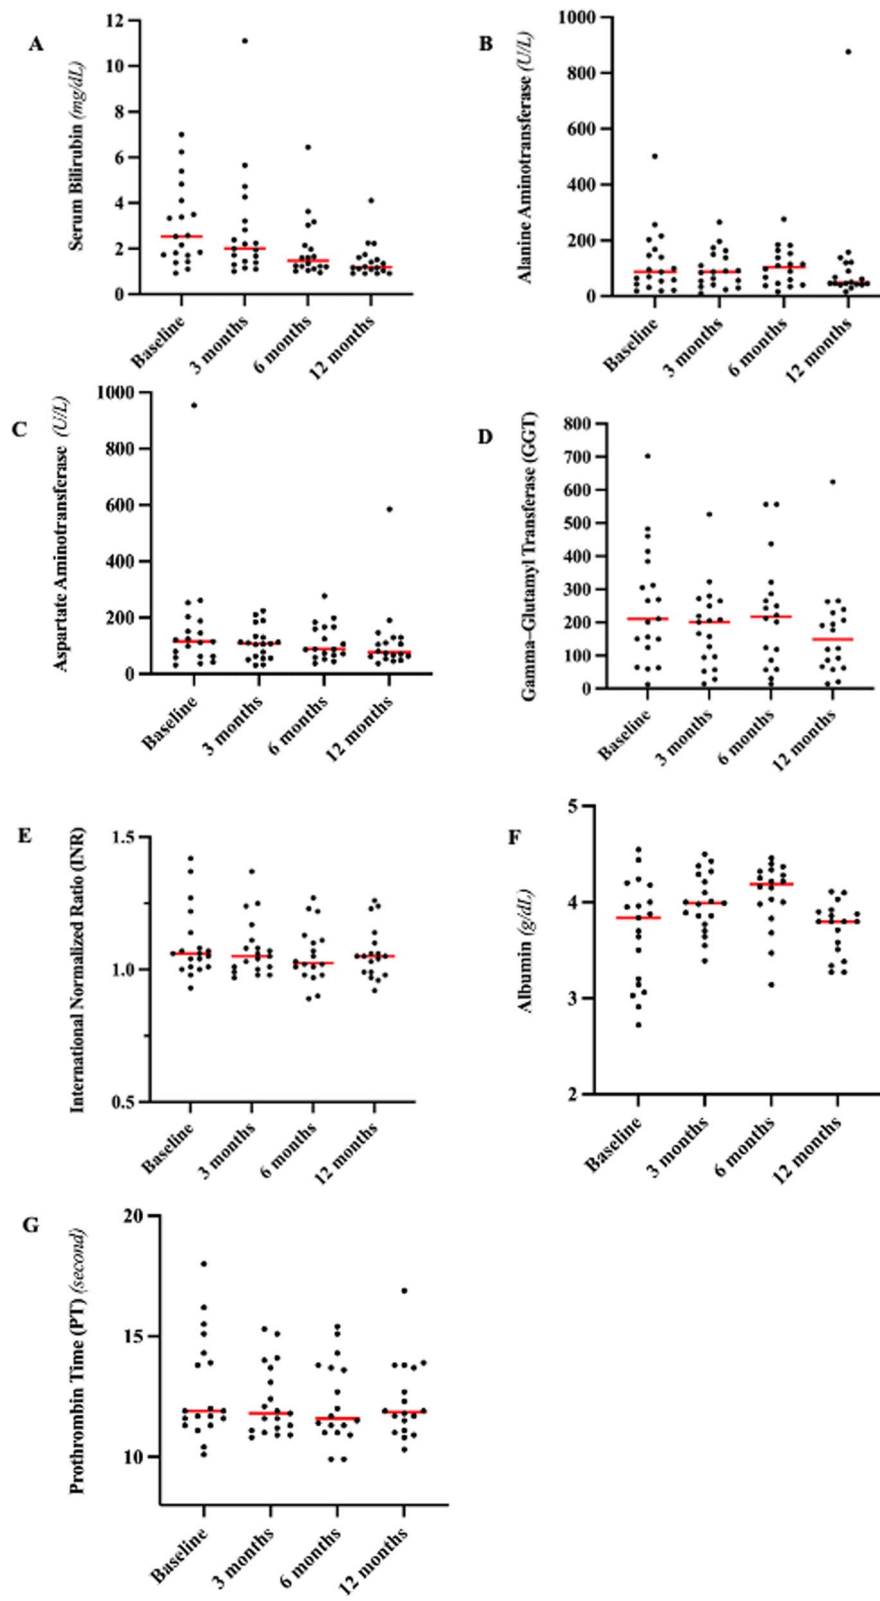 A
Serum Bilirubin (mg/dL)
12
10
8
6
4
2
0
Baseline
3 months
6 months
12 months
B
Alanine Aminotransferase (U/L)
1000
800
600
400
200
0
Baseline
3 months
6 months
12 months
C
Aspartate Aminotransferase (U/L)
1000
800
600
400
200
0
Baseline
3 months
6 months
12 months
D
Gamma–Glutamyl Transferase (GGT)
800
700
600
500
400
300
200
100
0
Baseline
3 months
6 months
12 months
E
International Normalized Ratio (INR)
1.5
1.0
0.5
Baseline
3 months
6 months
12 months
F
Albumin (g/dL)
5
4
3
2
Baseline
3 months
6 months
12 months
G
Prothrombin Time (PT) (second)
20
15
10
Baseline
3 months
6 months
12 months